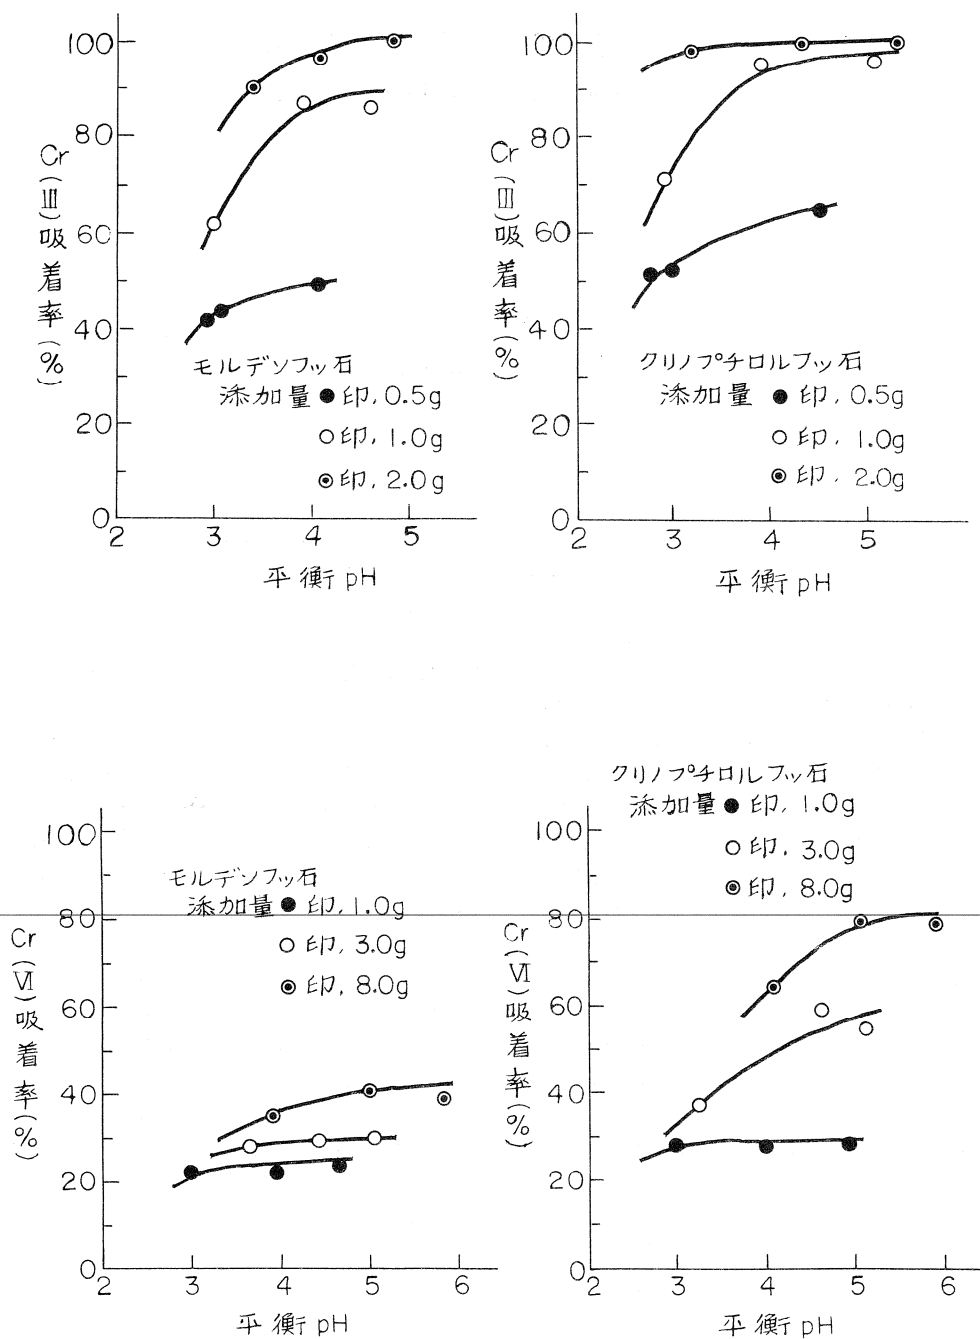 100
80
60
40
20
0
Cr(Ⅲ)吸着率(%)
モルデンフッ石
添加量 ●印, 0.5g
○印, 1.0g
◉印, 2.0g
2 3 4 5
平衡pH
100
80
60
40
20
0
Cr(Ⅲ)吸着率(%)
クリノプチロルフッ石
添加量 ●印, 0.5g
○印, 1.0g
◉印, 2.0g
2 3 4 5
平衡pH
100
80
60
40
20
0
Cr(Ⅵ)吸着率(%)
モルデンフッ石
添加量 ●印, 1.0g
○印, 3.0g
◉印, 8.0g
2 3 4 5 6
平衡pH
クリノプチロルフッ石
添加量 ●印, 1.0g
○印, 3.0g
◉印, 8.0g
100
80
60
40
20
0
Cr(Ⅵ)吸着率(%)
2 3 4 5 6
平衡pH